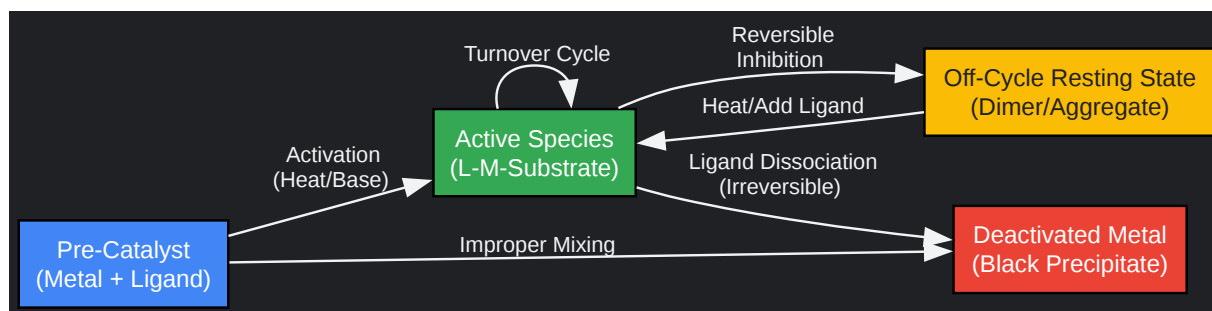 Reversible
Inhibition
Turnover Cycle
Off-Cycle Resting State
(Dimer/Aggregate)
Heat/Add Ligand
Active Species
(L-M-Substrate)
Activation
(Heat/Base)
Ligand Dissociation
(Irreversible)
Pre-Catalyst
(Metal + Ligand)
Improper Mixing
Deactivated Metal
(Black Precipitate)